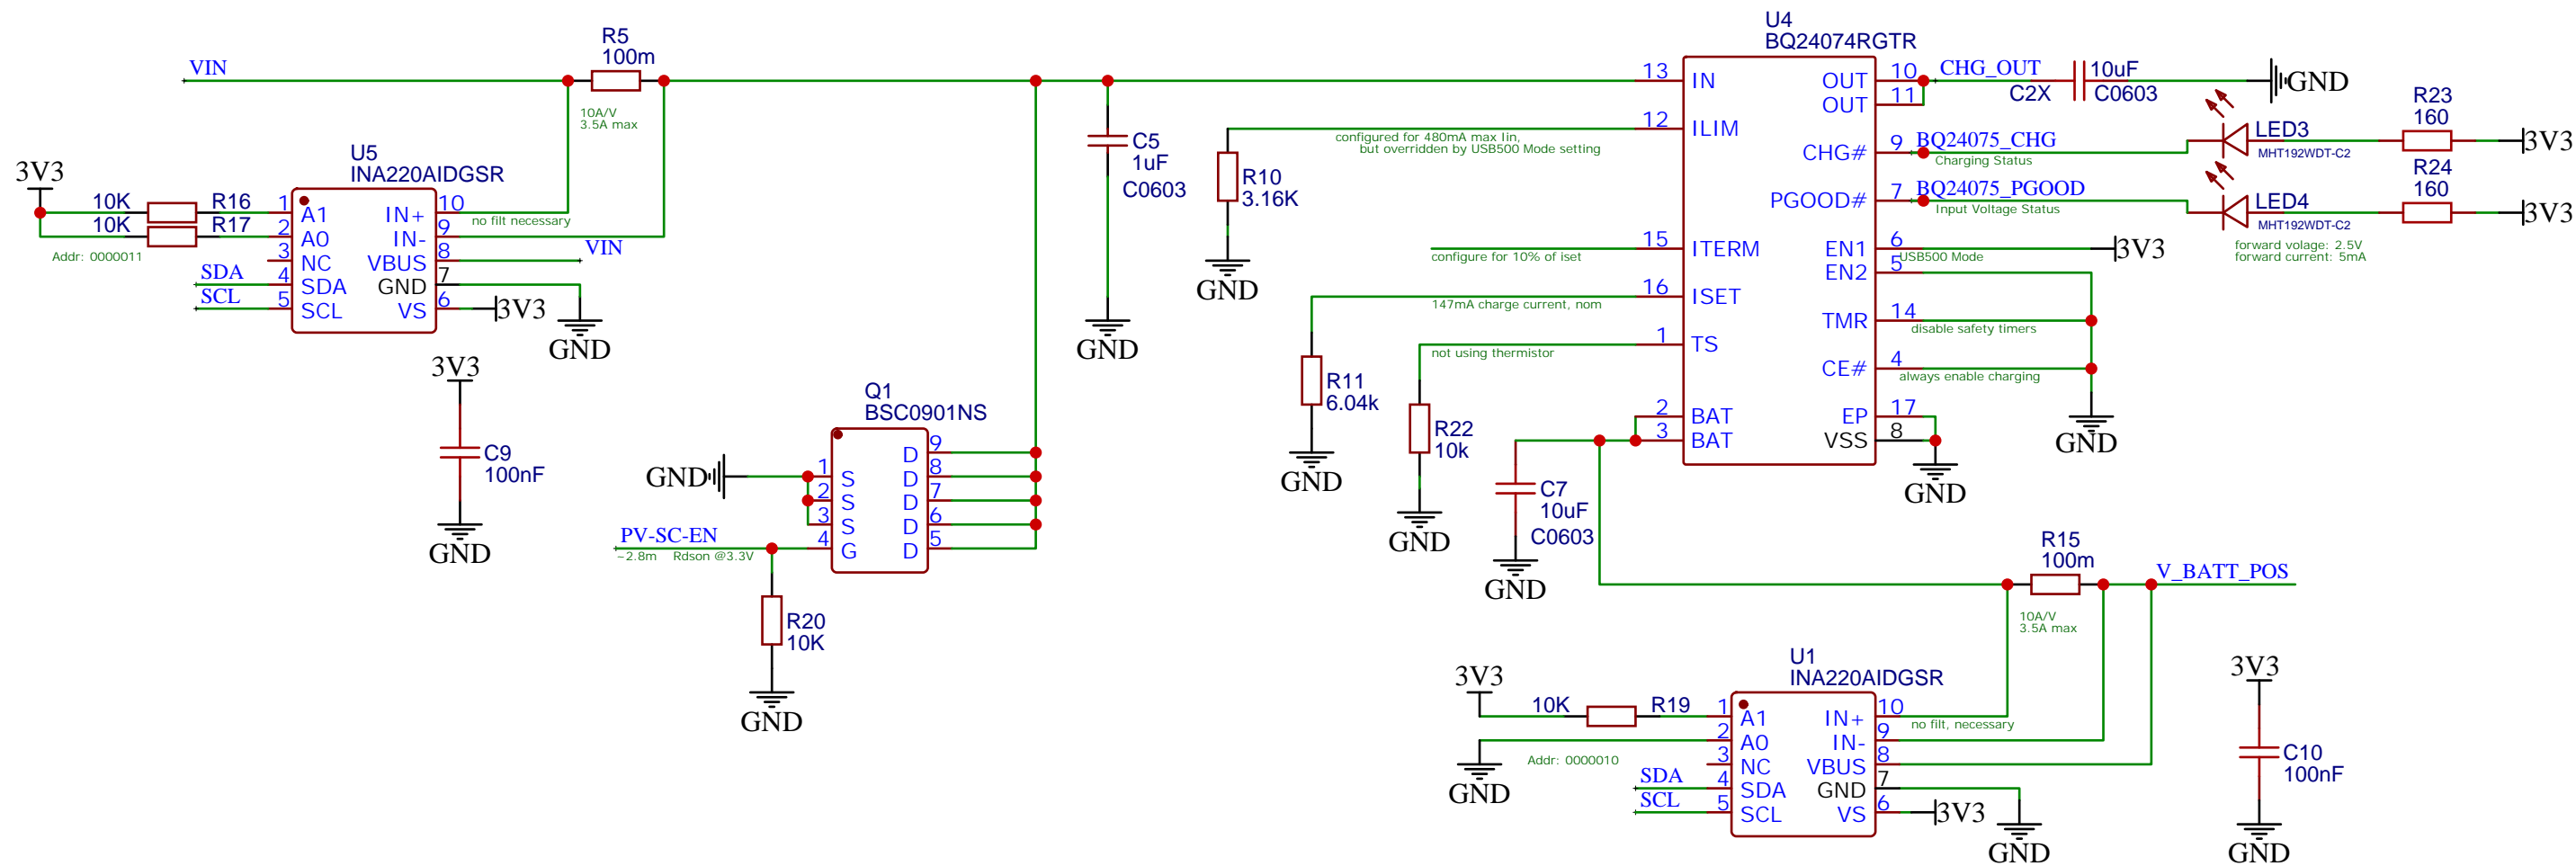 VIN
R5
100m
10A/V
3.5A max
U5
INA220AIDGSR
3V3
10K
R16
10K
R17
Addr: 0000011
SDA
SCL
1
2
3
4
5
A1
A0
NC
SDA
SCL
IN+
IN-
VBUS
GND
VS
10
9
8
7
6
no filt necessary
VIN
3V3
GND
3V3
C9
100nF
GND
Q1
BSC0901NS
GND
1
2
3
4
S
S
S
G
D
D
D
D
D
9
8
7
6
5
PV-SC-EN
~2.8m Rdson @3.3V
R20
10K
GND
C5
1uF
C0603
GND
U4
BQ24074RGTR
13
12
15
16
1
2
3
IN
ILIM
ITERM
ISET
TS
BAT
BAT
OUT
OUT
CHG#
PGOOD#
EN1
EN2
TMR
CE#
EP
VSS
10
11
9
7
6
5
14
4
17
8
configured for 480mA max Iin,
but overridden by USB500 Mode setting
R10
3.16K
GND
configure for 10% of iset
147mA charge current, nom
R11
6.04k
GND
not using thermistor
R22
10k
GND
C7
10uF
C0603
GND
CHG_OUT
10uF
C2X
C0603
GND
BQ24075_CHG
Charging Status
LED3
MHT192WDT-C2
R23
160
3V3
BQ24075_PGOOD
Input Voltage Status
LED4
MHT192WDT-C2
R24
160
3V3
forward volage: 2.5V
forward current: 5mA
USB500 Mode
3V3
disable safety timers
always enable charging
GND
GND
R15
100m
V_BATT_POS
10A/V
3.5A max
U1
INA220AIDGSR
3V3
10K
R19
GND
Addr: 0000010
SDA
SCL
1
2
3
4
5
A1
A0
NC
SDA
SCL
IN+
IN-
VBUS
GND
VS
10
9
8
7
6
no filt, necessary
3V3
GND
3V3
C10
100nF
GND